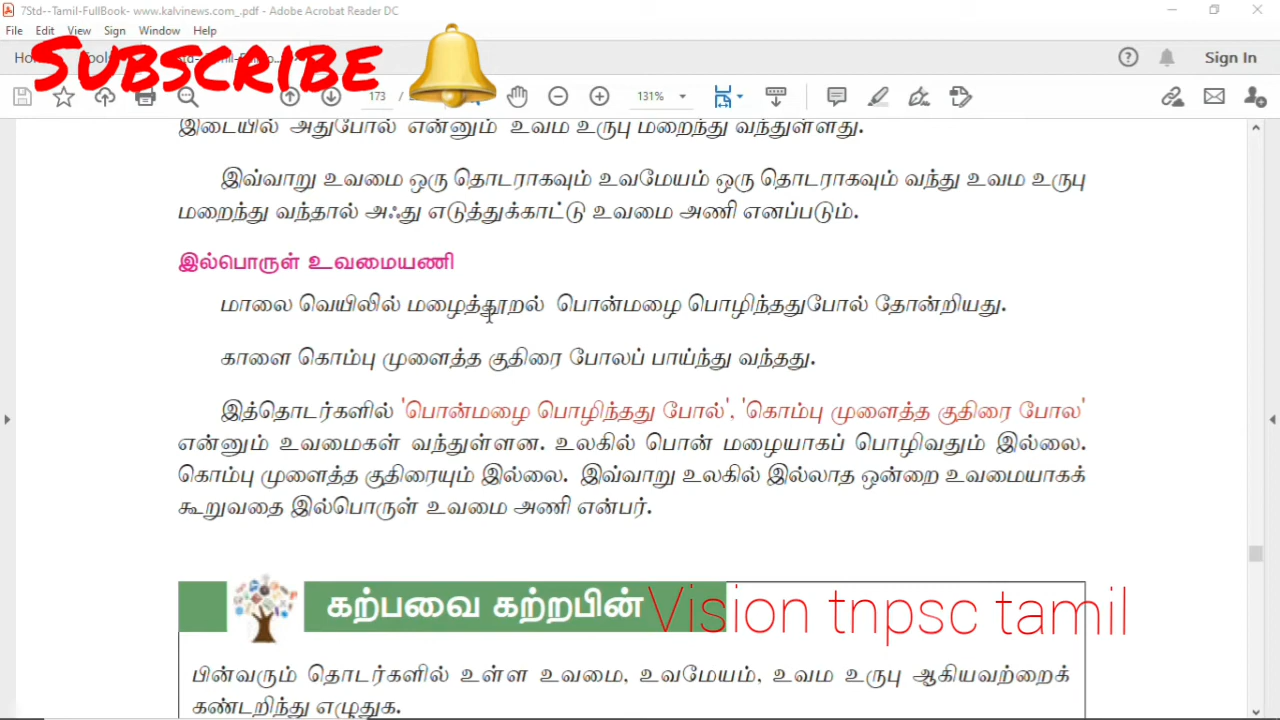 7Std--Tamil-FullBook- www.kalvinews.com_.pdf - Adobe Acrobat Reader DC
File Edit View Sign Window Help
SUBSCRIBE
Sign In
173 / 131%
இடையில் அதுபோல் என்னும் உவம உருபு மறைந்து வந்துள்ளது.
இவ்வாறு உவமை ஒரு தொடராகவும் உவமேயம் ஒரு தொடராகவும் வந்து உவம உருபு
மறைந்து வந்தால் அஃது எடுத்துக்காட்டு உவமை அணி எனப்படும்.
இல்பொருள் உவமையணி
மாலை வெயிலில் மழைத்தூறல் பொன்மழை பொழிந்ததுபோல் தோன்றியது.
காளை கொம்பு முளைத்த குதிரை போலப் பாய்ந்து வந்தது.
இத்தொடர்களில் 'பொன்மழை பொழிந்தது போல்', 'கொம்பு முளைத்த குதிரை போல'
என்னும் உவமைகள் வந்துள்ளன. உலகில் பொன் மழையாகப் பொழிவதும் இல்லை.
கொம்பு முளைத்த குதிரையும் இல்லை. இவ்வாறு உலகில் இல்லாத ஒன்றை உவமையாகக்
கூறுவதை இல்பொருள் உவமை அணி என்பர்.
கற்பவை கற்றபின்
Vision tnpsc tamil
பின்வரும் தொடர்களில் உள்ள உவமை, உவமேயம், உவம உருபு ஆகியவற்றைக்
கண்டறிந்து எழுதுக.